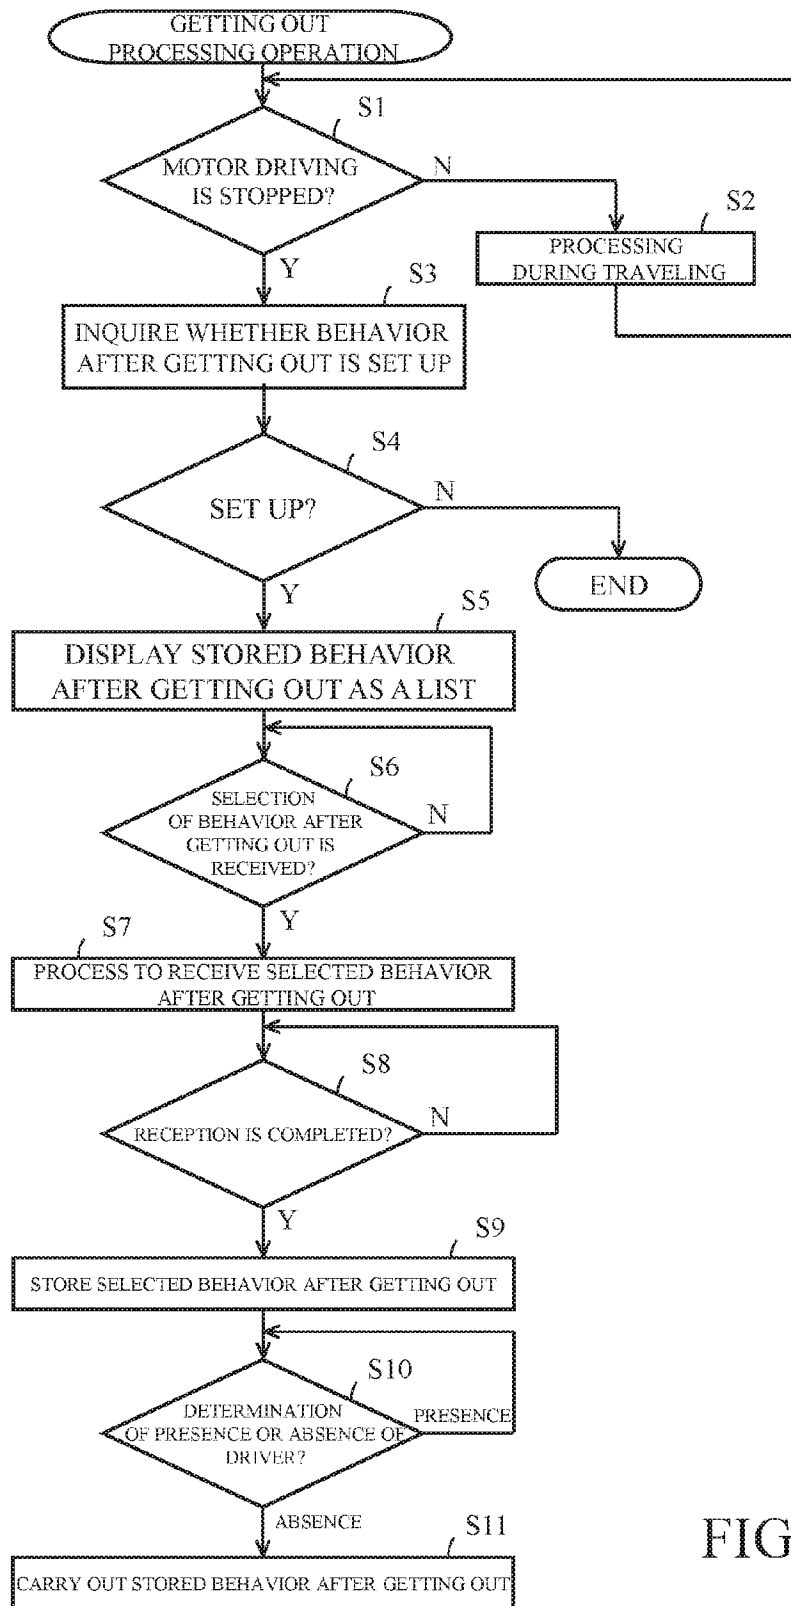 GETTING OUT
PROCESSING OPERATION
S1
MOTOR DRIVING
IS STOPPED?
N
Y
S2
PROCESSING
DURING TRAVELING
S3
INQUIRE WHETHER BEHAVIOR
AFTER GETTING OUT IS SET UP
S4
SET UP?
N
Y
END
S5
DISPLAY STORED BEHAVIOR
AFTER GETTING OUT AS A LIST
S6
SELECTION
OF BEHAVIOR AFTER
GETTING OUT IS
RECEIVED?
N
Y
S7
PROCESS TO RECEIVE SELECTED BEHAVIOR
AFTER GETTING OUT
S8
RECEPTION IS COMPLETED?
N
Y
S9
STORE SELECTED BEHAVIOR AFTER GETTING OUT
S10
DETERMINATION
OF PRESENCE OR ABSENCE OF
DRIVER?
PRESENCE
ABSENCE
S11
CARRY OUT STORED BEHAVIOR AFTER GETTING OUT
FIG